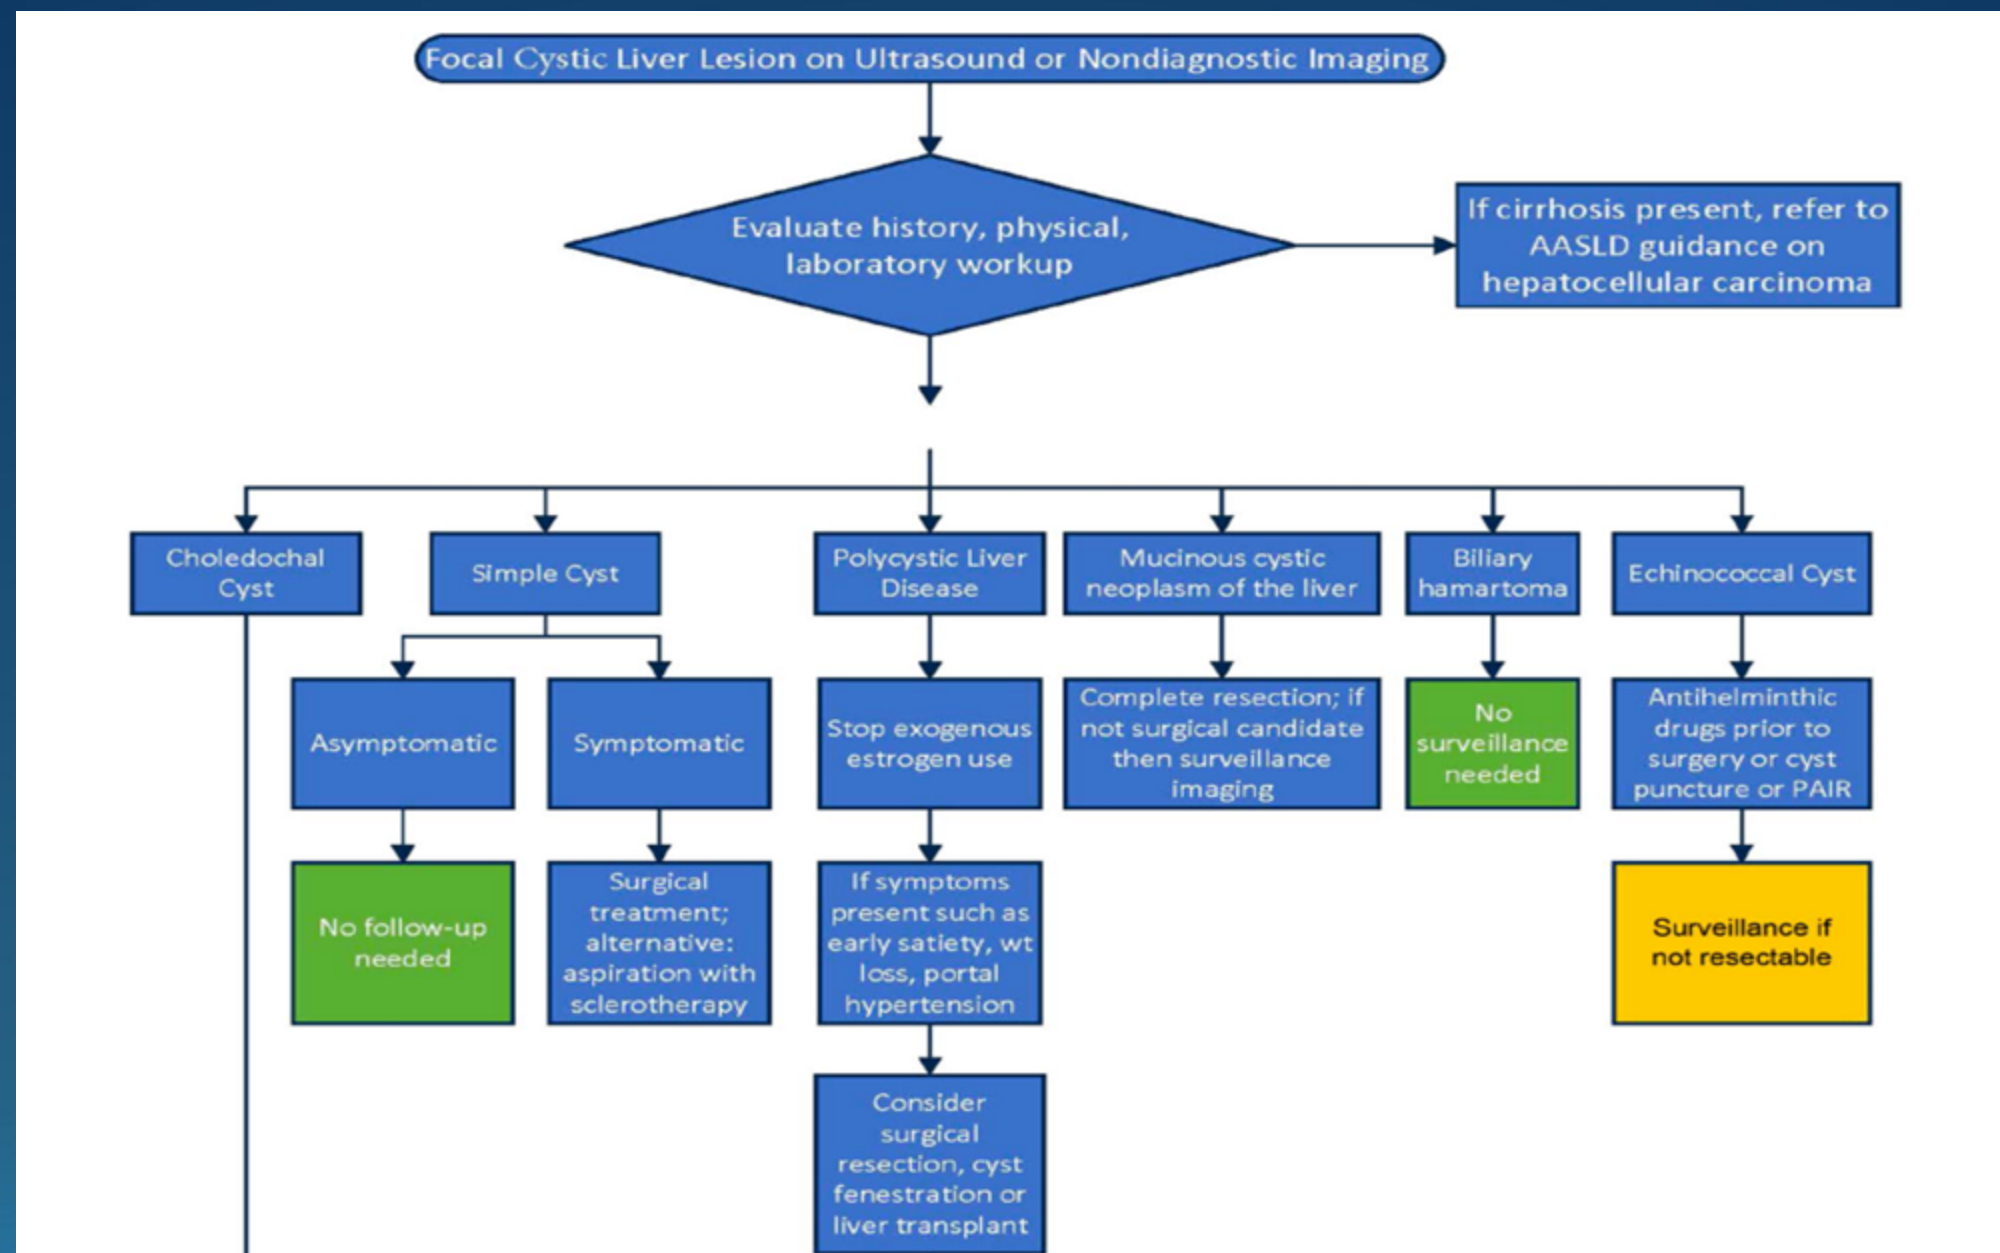 Focal Cystic Liver Lesion on Ultrasound or Nondiagnostic Imaging
Evaluate history, physical,
laboratory workup
If cirrhosis present, refer to
AASLD guidance on
hepatocellular carcinoma
Choledochal
Cyst
Simple Cyst
Polycystic Liver
Disease
Mucinous cystic
neoplasm of the liver
Biliary
hamartoma
Echinococcal Cyst
Asymptomatic
Symptomatic
Stop exogenous
estrogen use
Complete resection; if
not surgical candidate
then surveillance
imaging
No
surveillance
needed
Antihelminthic
drugs prior to
surgery or cyst
puncture or PAIR
No follow-up
needed
Surgical
treatment;
alternative:
aspiration with
sclerotherapy
If symptoms
present such as
early satiety, wt
loss, portal
hypertension
Surveillance if
not resectable
Consider
surgical
resection, cyst
fenestration or
liver transplant